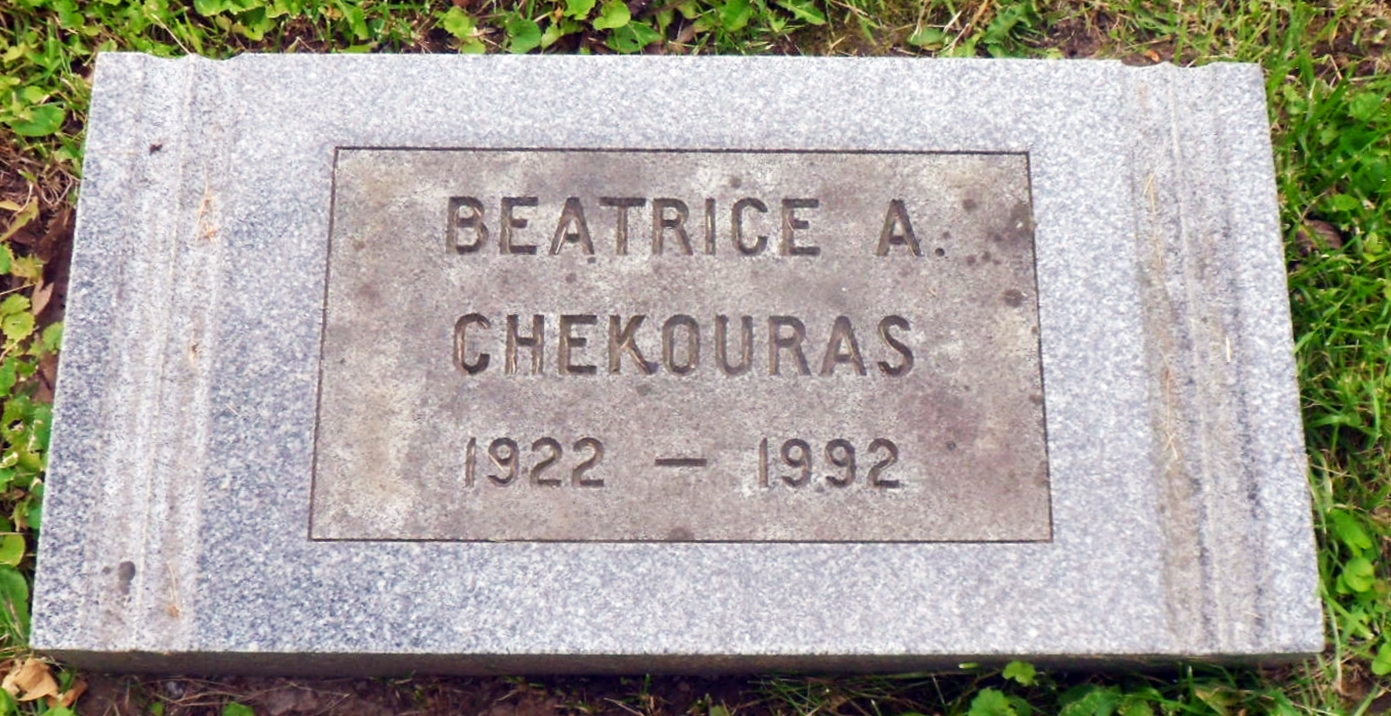 BEATRICE A.
CHEKOURAS
1922 — 1992